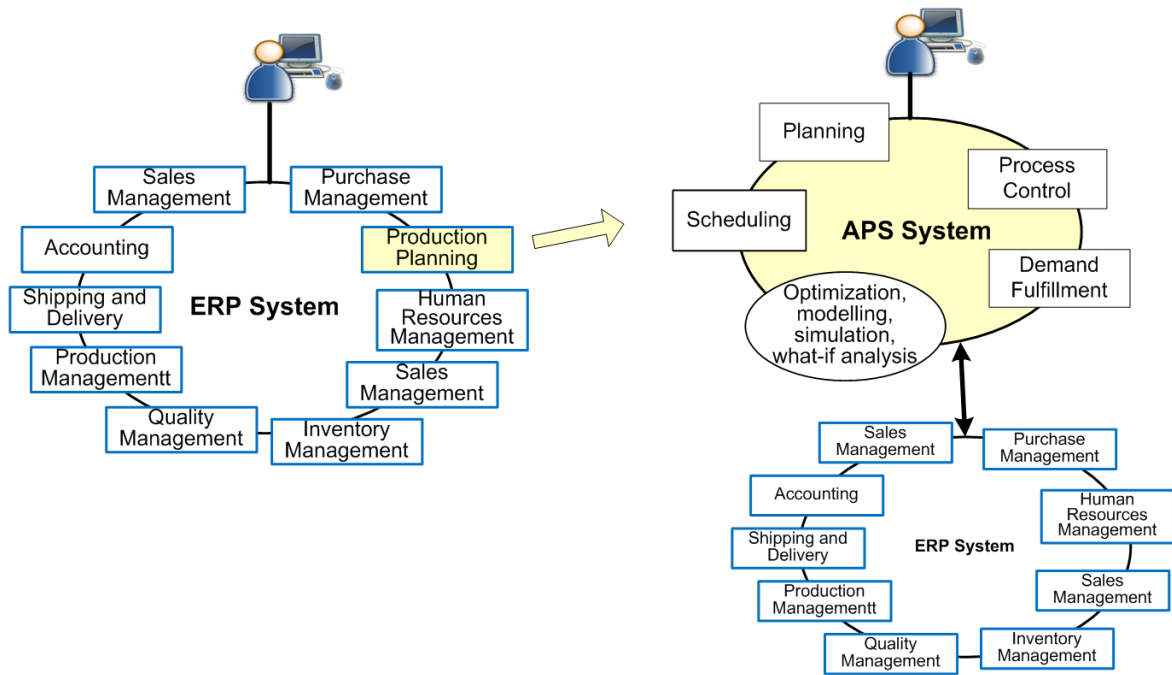 Sales
Management
Purchase
Management
Accounting
Production
Planning
Shipping and
Delivery
ERP System
Human
Resources
Management
Production
Managementt
Sales
Management
Quality
Management
Inventory
Management
Planning
Process
Control
Scheduling
APS System
Demand
Fulfillment
Optimization,
modelling,
simulation,
what-if analysis
Sales
Management
Purchase
Management
Accounting
Human
Resources
Management
Shipping and
Delivery
ERP System
Production
Managementt
Sales
Management
Quality
Management
Inventory
Management